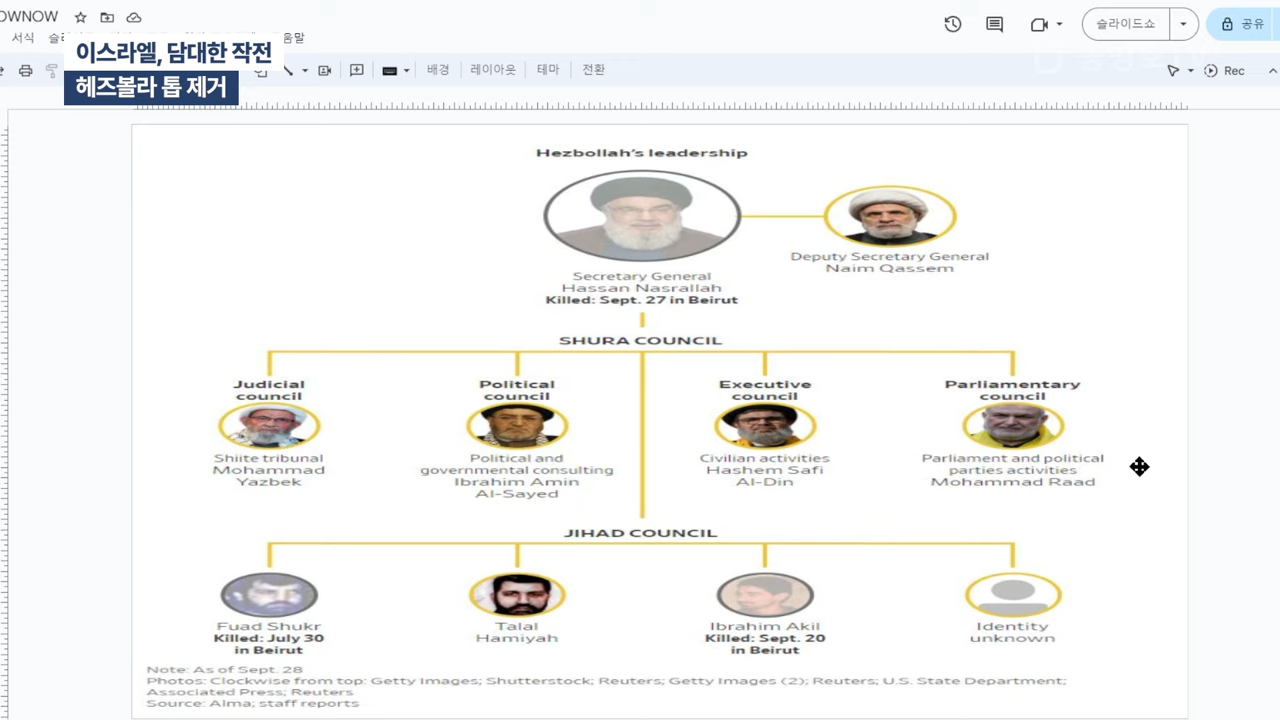 OWNOW
서식
이스라엘, 담대한 작전
헤즈볼라 톱 제거
배경
레이아웃
테마
전환
슬라이드쇼
공유
Rec
Hezbollah's leadership
Secretary General
Hassan Nasrallah
Killed: Sept. 27 in Beirut
Deputy Secretary General
Naim Qassem
SHURA COUNCIL
Judicial
council
Shiite tribunal
Mohammad
Yazbek
Political
council
Political and
governmental consulting
Ibrahim Amin
Al-Sayed
Executive
council
Civilian activities
Hashem Safi
Al-Din
Parliamentary
council
Parliament and political
parties activities
Mohammad Raad
JIHAD COUNCIL
Fuad Shukr
Killed: July 30
in Beirut
Talal
Hamiyah
Ibrahim Akil
Killed: Sept. 20
in Beirut
Identity
unknown
Note: As of Sept. 28
Photos: Clockwise from top: Getty Images; Shutterstock; Reuters; Getty Images (2); Reuters; U.S. State Department;
Associated Press; Reuters
Source: Alma; staff reports